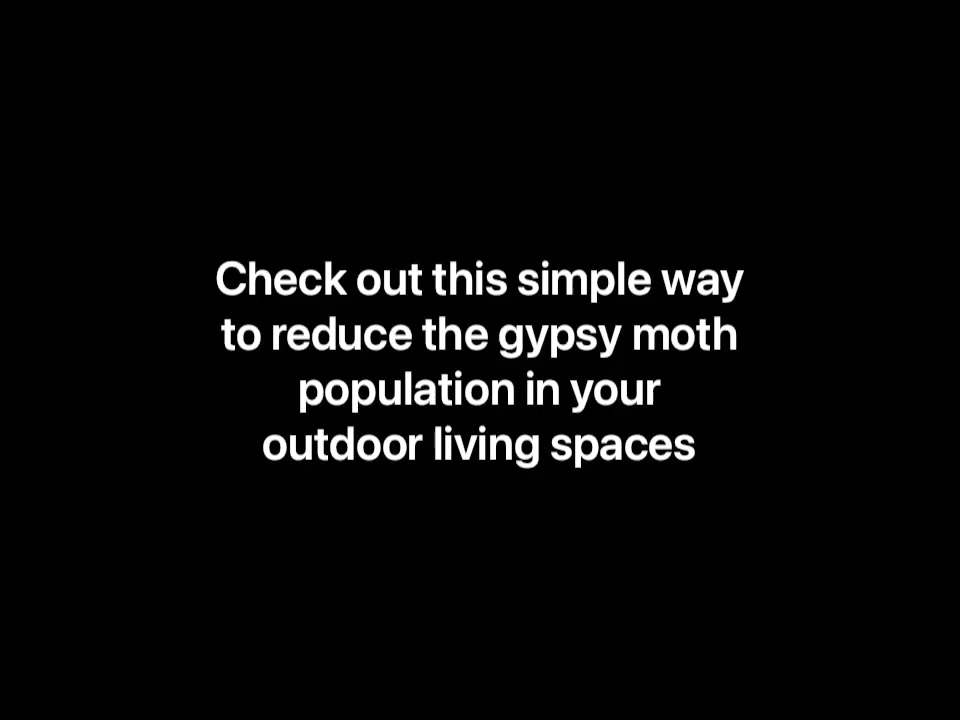 Check out this simple way
to reduce the gypsy moth
population in your
outdoor living spaces